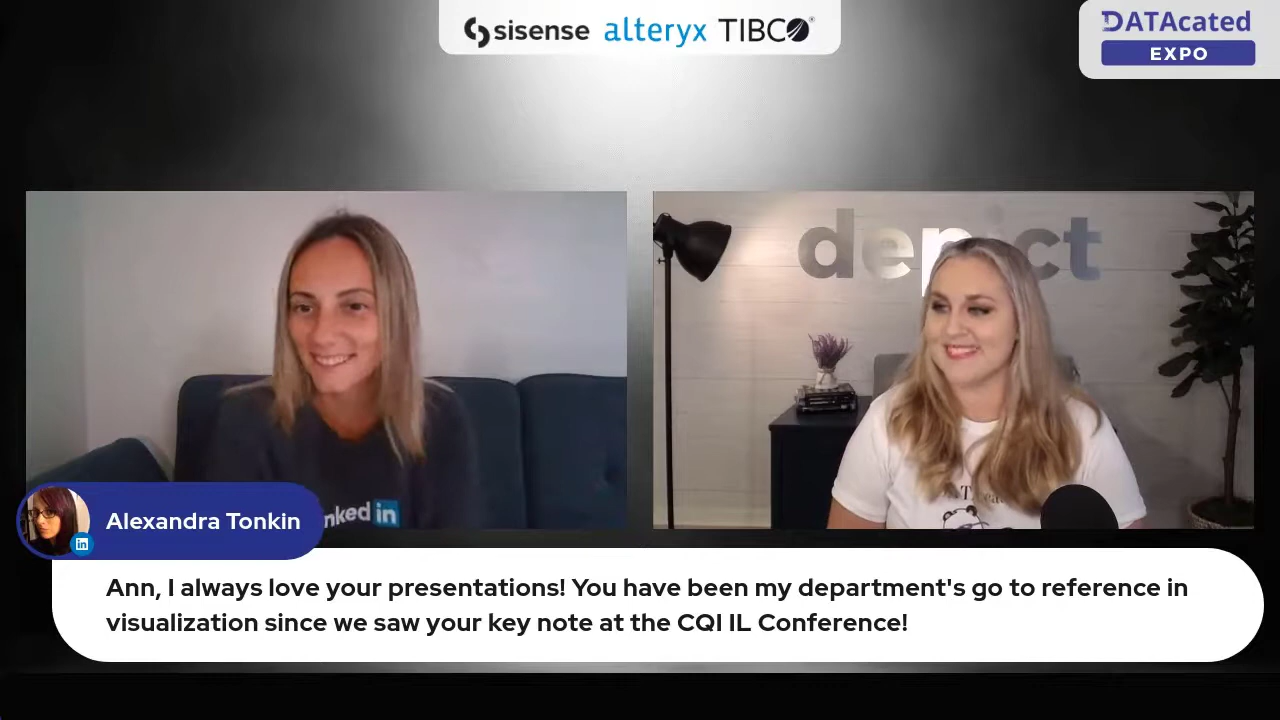 sisense alteryx TIBCO®
DATAcated
EXPO
depict
nked in
Alexandra Tonkin
in
Ann, I always love your presentations! You have been my department's go to reference in
visualization since we saw your key note at the CQI IL Conference!